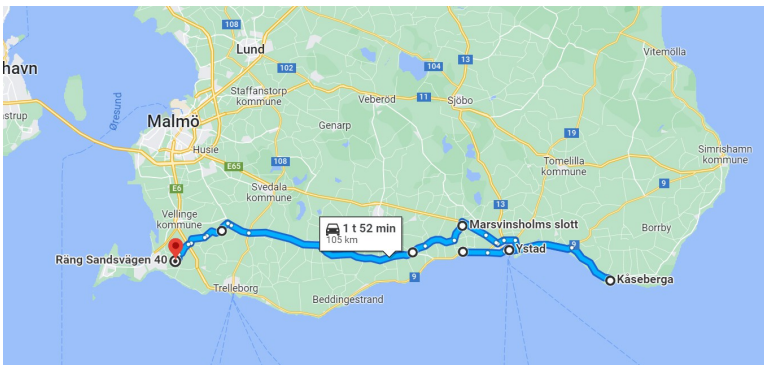 108
Lund
Vitemölla
havn
13
104
102
Staffanstorp
kommune
Veberöd
11
Sjöbo
Øresund
astrup
Malmö
Genarp
19
Husie
Simrishamn
kommune
108
Tomelilla
kommune
E65
E6
Svedala
kommune
9
13
Vellinge
kommune
1 t 52 min
105 km
Marsvinsholms slott
Borrby
9
Ystad
Räng Sandsvägen 40
9
Kåseberga
Trelleborg
Beddingestrand